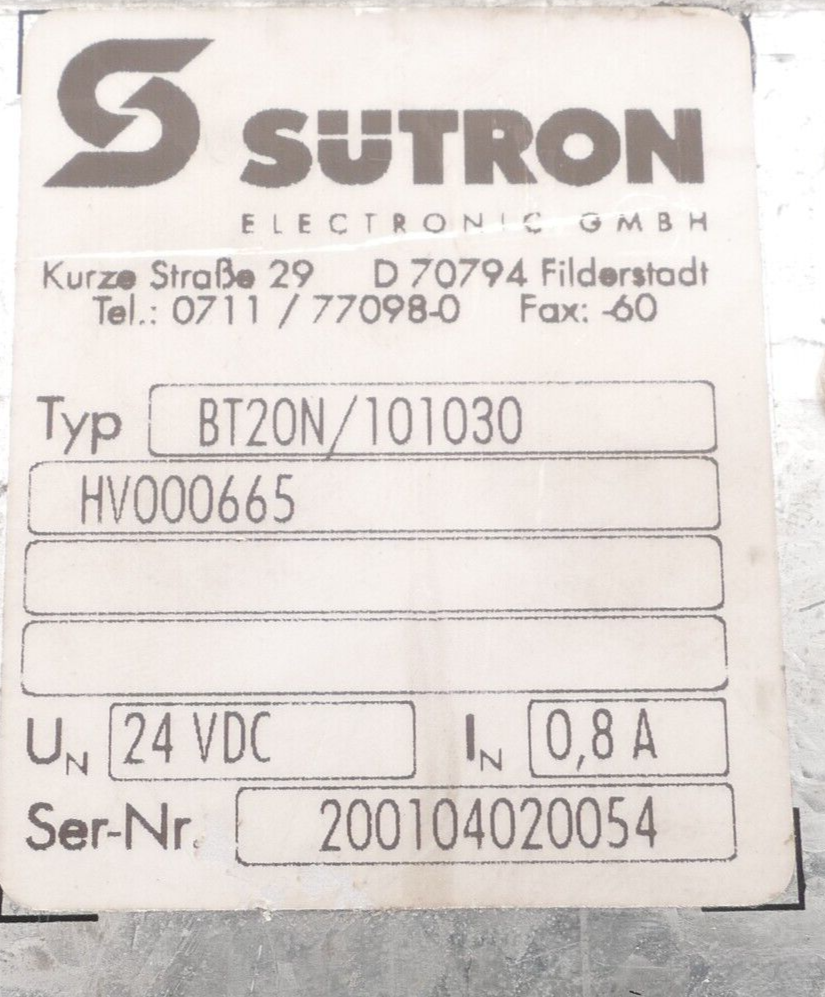 SÜTRON
ELECTRONIC GMBH
Kurze Straße 29 D 70794 Filderstadt
Tel.: 0711 / 77098-0 Fax: -60
Typ BT20N/101030
HV000665
UN 24 VDC IN 0,8 A
Ser-Nr. 200104020054